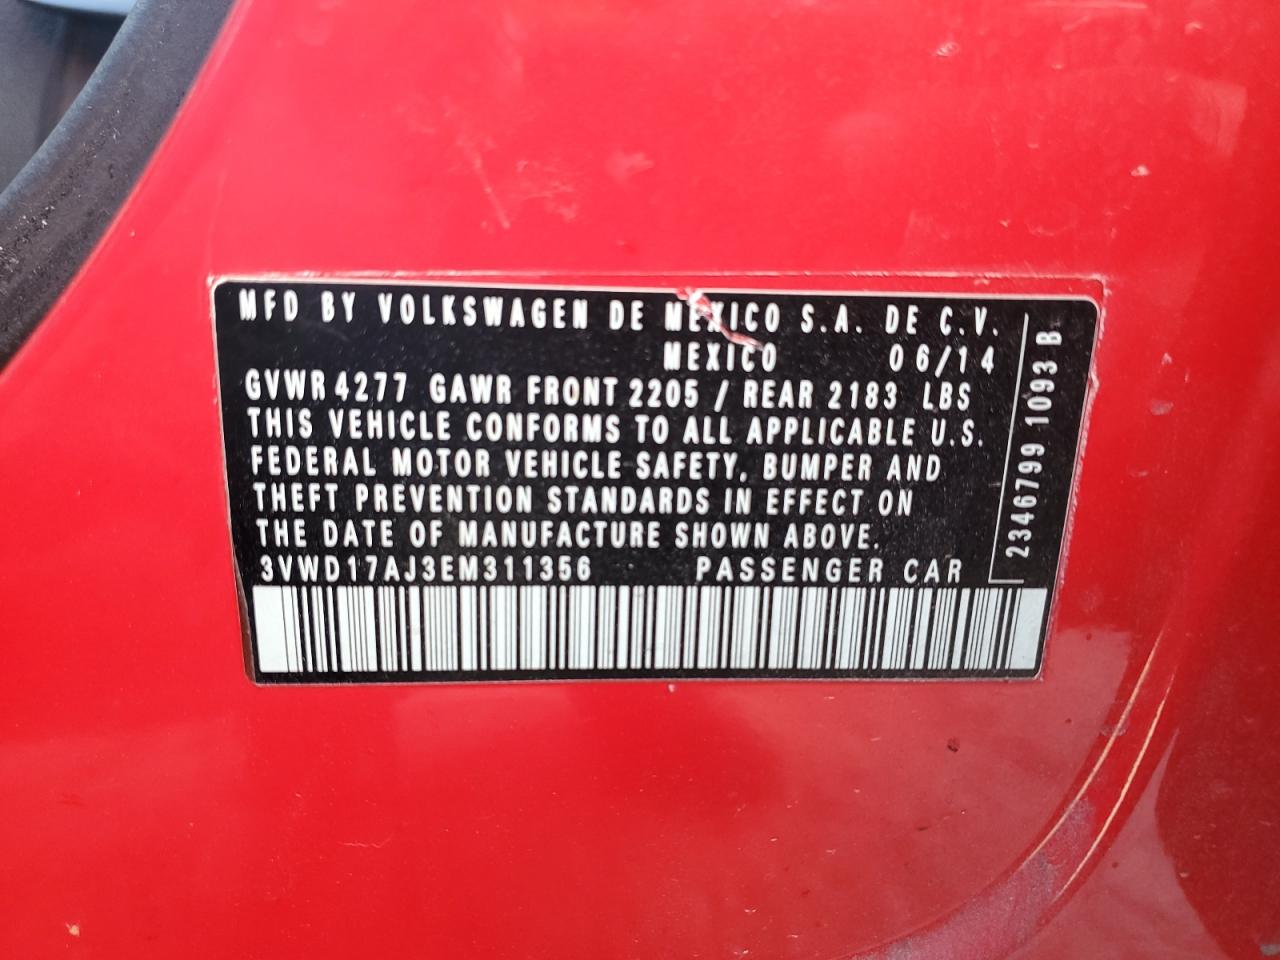 MFD BY VOLKSWAGEN DE MEXICO S.A. DE C.V.
MEXICO 06/14
GVWR 4277 GAWR FRONT 2205 / REAR 2183 LBS
THIS VEHICLE CONFORMS TO ALL APPLICABLE U.S.
FEDERAL MOTOR VEHICLE SAFETY, BUMPER AND
THEFT PREVENTION STANDARDS IN EFFECT ON
THE DATE OF MANUFACTURE SHOWN ABOVE.
3VWD17AJ3EM311356 PASSENGER CAR
2346799 1093 B